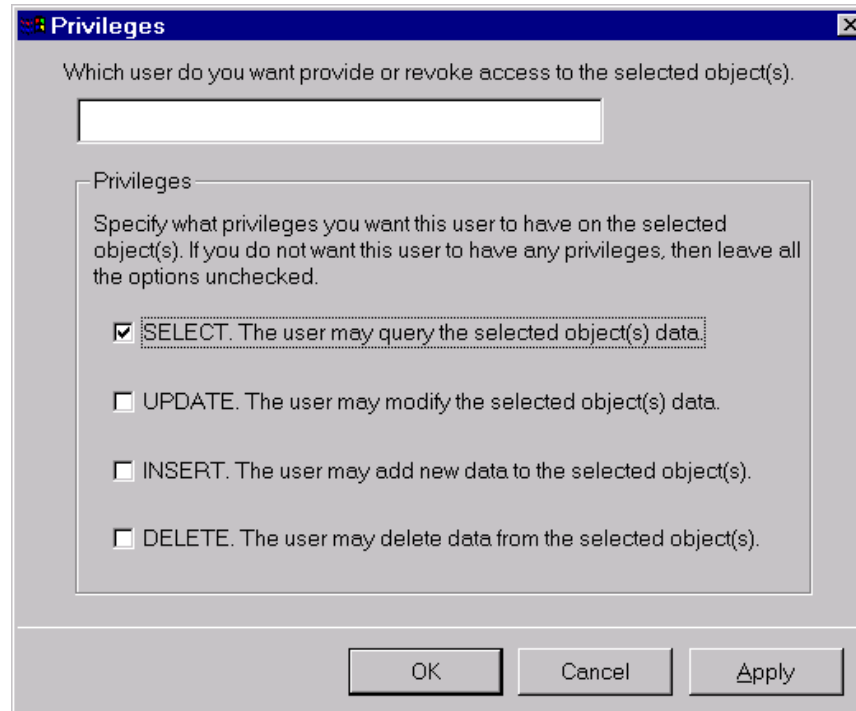 Privileges
Which user do you want provide or revoke access to the selected object(s).
Privileges
Specify what privileges you want this user to have on the selected
object(s). If you do not want this user to have any privileges, then leave all
the options unchecked.
SELECT. The user may query the selected object(s) data.
UPDATE. The user may modify the selected object(s) data.
INSERT. The user may add new data to the selected object(s).
DELETE. The user may delete data from the selected object(s).
OK Cancel Apply